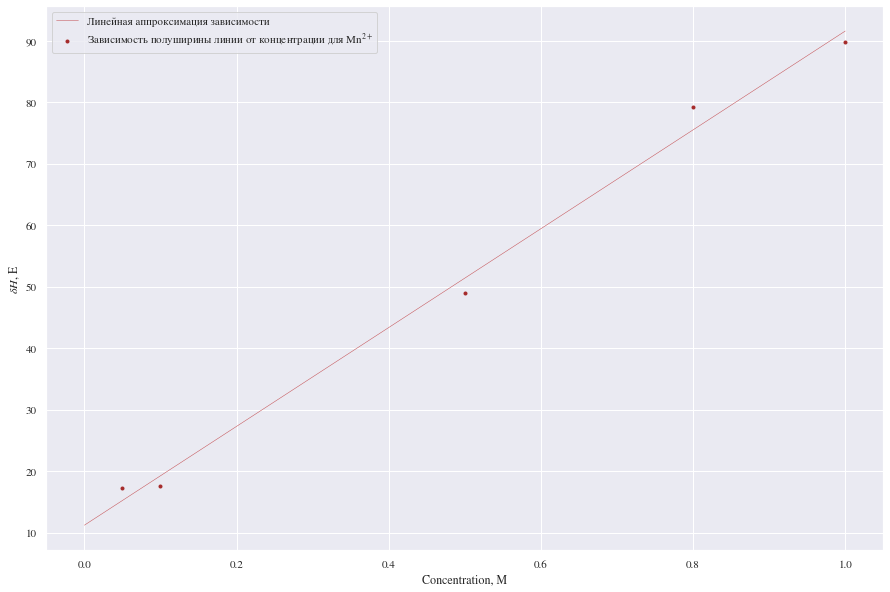 Линейная аппроксимация зависимости
Зависимость полуширины линии от концентрации для Mn²⁺
90
80
70
60
50
40
30
20
10
δH, E
0.0 0.2 0.4 0.6 0.8 1.0
Concentration, M